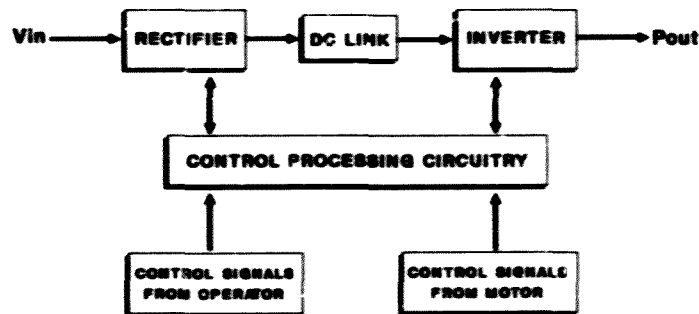 Vin
RECTIFIER
DC LINK
INVERTER
Pout
CONTROL PROCESSING CIRCUITRY
CONTROL SIGNALS
FROM OPERATOR
CONTROL SIGNALS
FROM MOTOR